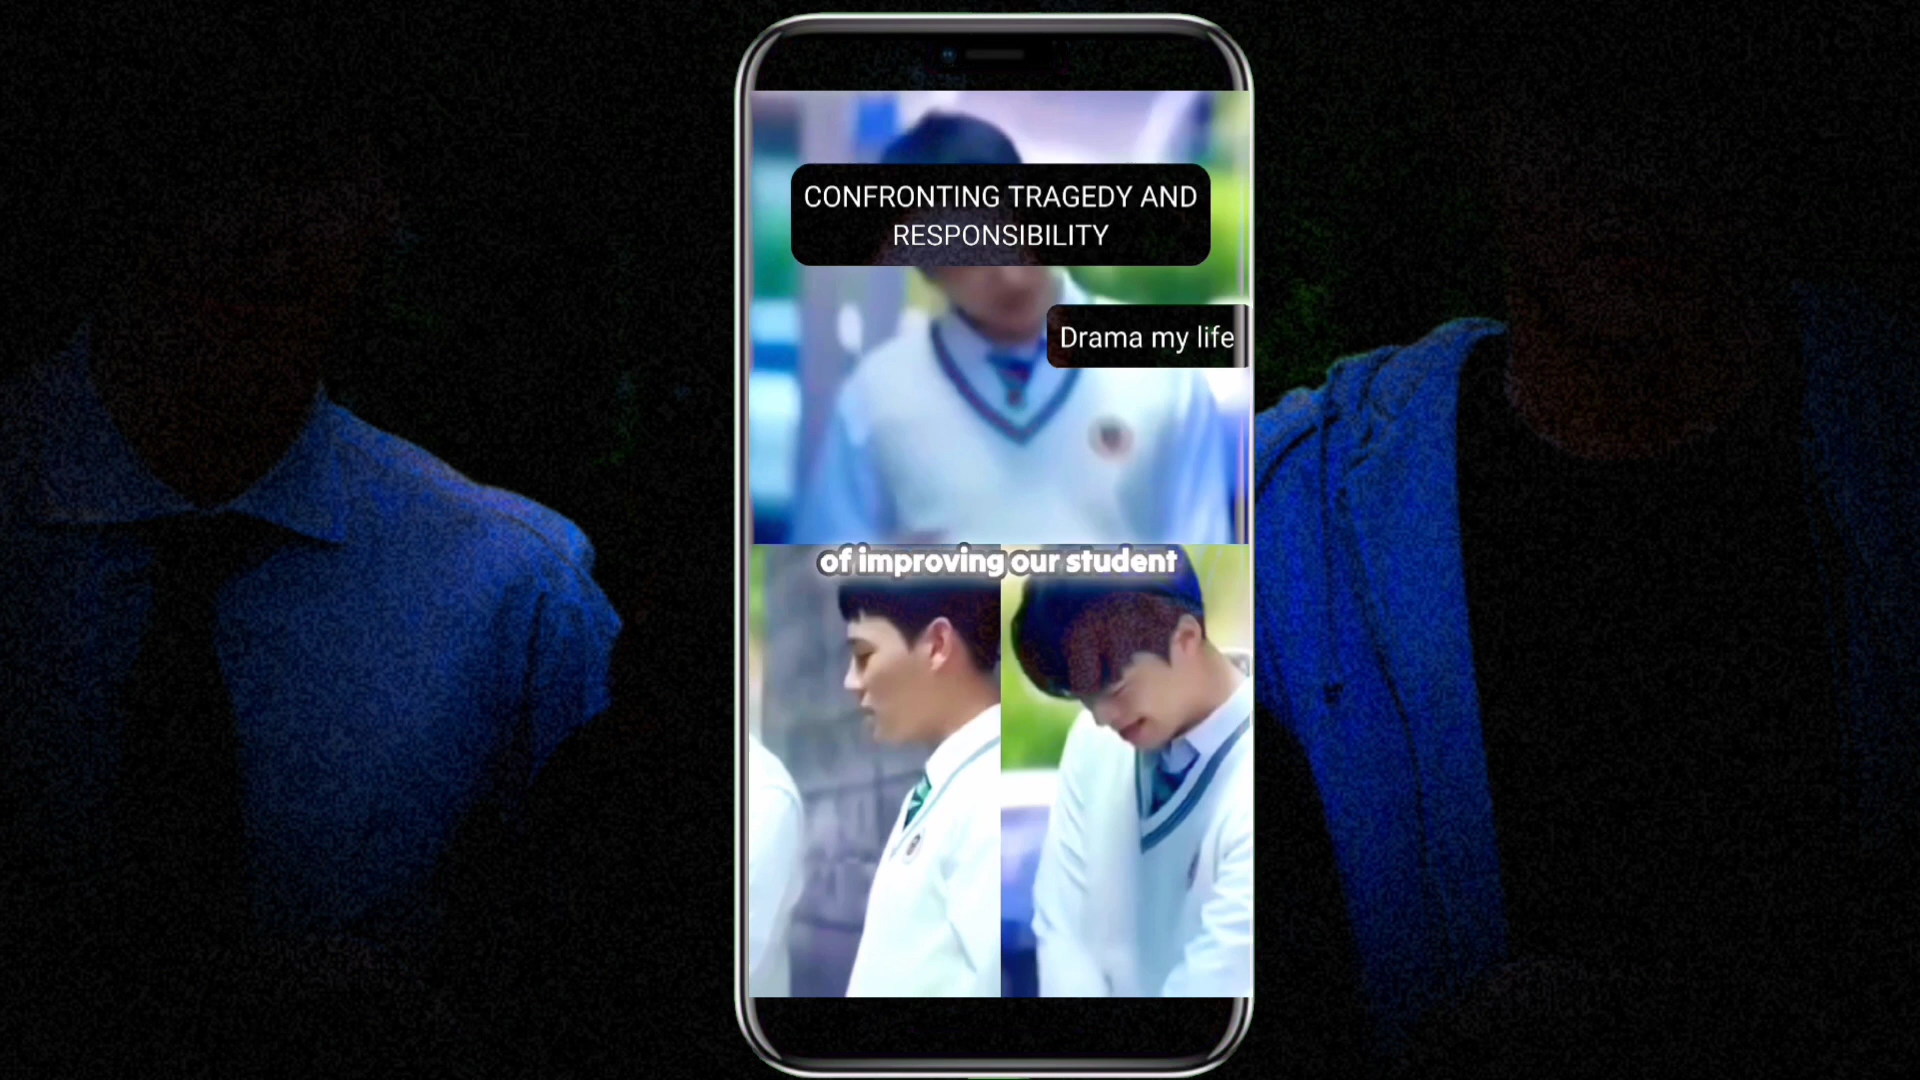 CONFRONTING TRAGEDY AND
RESPONSIBILITY
Drama my life
of improving our student